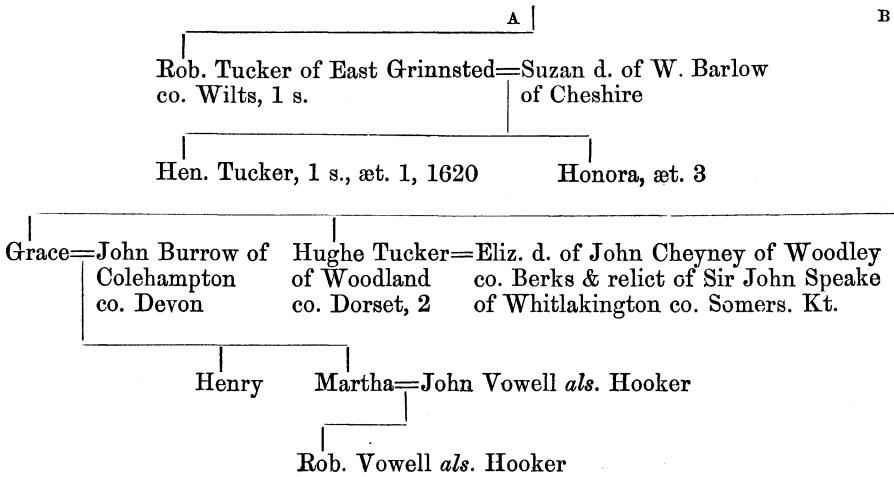 A B
Rob. Tucker of East Grinnsted=Suzan d. of W. Barlow
co. Wilts, 1 s. of Cheshire
Hen. Tucker, 1 s., æt. 1, 1620 Honora, æt. 3
Grace=John Burrow of Hughe Tucker=Eliz. d. of John Cheyney of Woodley
Colehampton of Woodland co. Berks & relict of Sir John Speake
co. Devon co. Dorset, 2 of Whitlakington co. Somers. Kt.
Henry Martha=John Vowell als. Hooker
Rob. Vowell als. Hooker